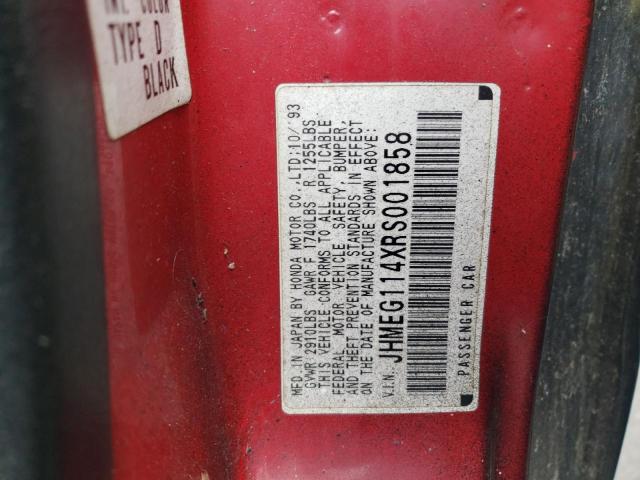 INT COLOR
TYPE D
BLACK
MFD. IN JAPAN BY HONDA MOTOR CO., LTD:10/'93
GVWR 2910LBS GAWR F 1740LBS R 1255LBS
THIS VEHICLE CONFORMS TO ALL APPLICABLE
FEDERAL MOTOR VEHICLE SAFETY, BUMPER,
AND THEFT PREVENTION STANDARDS IN EFFECT
ON THE DATE OF MANUFACTURE SHOWN ABOVE:
V.I.N. JHMEG114XRS001858
PASSENGER CAR